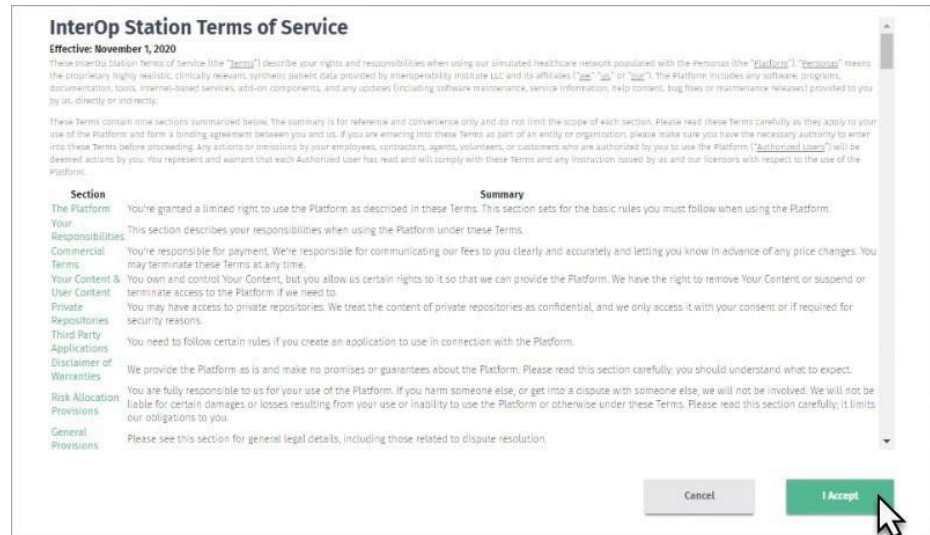 InterOp Station Terms of Service
Effective: November 1, 2020
These InterOp Station Terms of Service (the "Terms") describe your rights and responsibilities when using our simulated healthcare network populated with the Personas (the "Platform"). "Personas" means
the proprietary highly realistic, clinically relevant, synthetic patient data provided by Interoperability Institute LLC and its affiliates ("we" "us," or "our"). The Platform includes any software, programs,
documentation, tools, internet-based services, add-on components, and any updates (including software maintenance, service information, help content, bug fixes or maintenance releases) provided to you
by us, directly or indirectly.
These Terms contain nine sections summarized below. The summary is for reference and convenience only and do not limit the scope of each section. Please read these Terms carefully as they apply to your
use of the Platform and form a binding agreement between you and us. If you are entering into these Terms as part of an entity or organization, please make sure you have the necessary authority to enter
into these Terms before proceeding. Any actions or omissions by your employees, contractors, agents, volunteers, or customers who are authorized by you to use the Platform ("Authorized Users") will be
deemed actions by you. You represent and warrant that each Authorized User has read and will comply with these Terms and any instruction issued by us and our licensors with respect to the use of the
Platform.
Section Summary
The Platform You're granted a limited right to use the Platform as described in these Terms. This section sets for the basic rules you must follow when using the Platform.
Your
Responsibilities This section describes your responsibilities when using the Platform under these Terms.
Commercial You're responsible for payment. We're responsible for communicating our fees to you clearly and accurately and letting you know in advance of any price changes. You
Terms may terminate these Terms at any time.
Your Content & You own and control Your Content, but you allow us certain rights to it so that we can provide the Platform. We have the right to remove Your Content or suspend or
User Content terminate access to the Platform if we need to.
Private You may have access to private repositories. We treat the content of private repositories as confidential, and we only access it with your consent or if required for
Repositories security reasons.
Third Party
Applications You need to follow certain rules if you create an application to use in connection with the Platform.
Disclaimer of
Warranties We provide the Platform as is and make no promises or guarantees about the Platform. Please read this section carefully; you should understand what to expect.
Risk Allocation You are fully responsible to us for your use of the Platform. If you harm someone else, or get into a dispute with someone else, we will not be involved. We will not be
Provisions liable for certain damages or losses resulting from your use or inability to use the Platform or otherwise under these Terms. Please read this section carefully; it limits
our obligations to you.
General
Provisions Please see this section for general legal details, including those related to dispute resolution.
Cancel I Accept